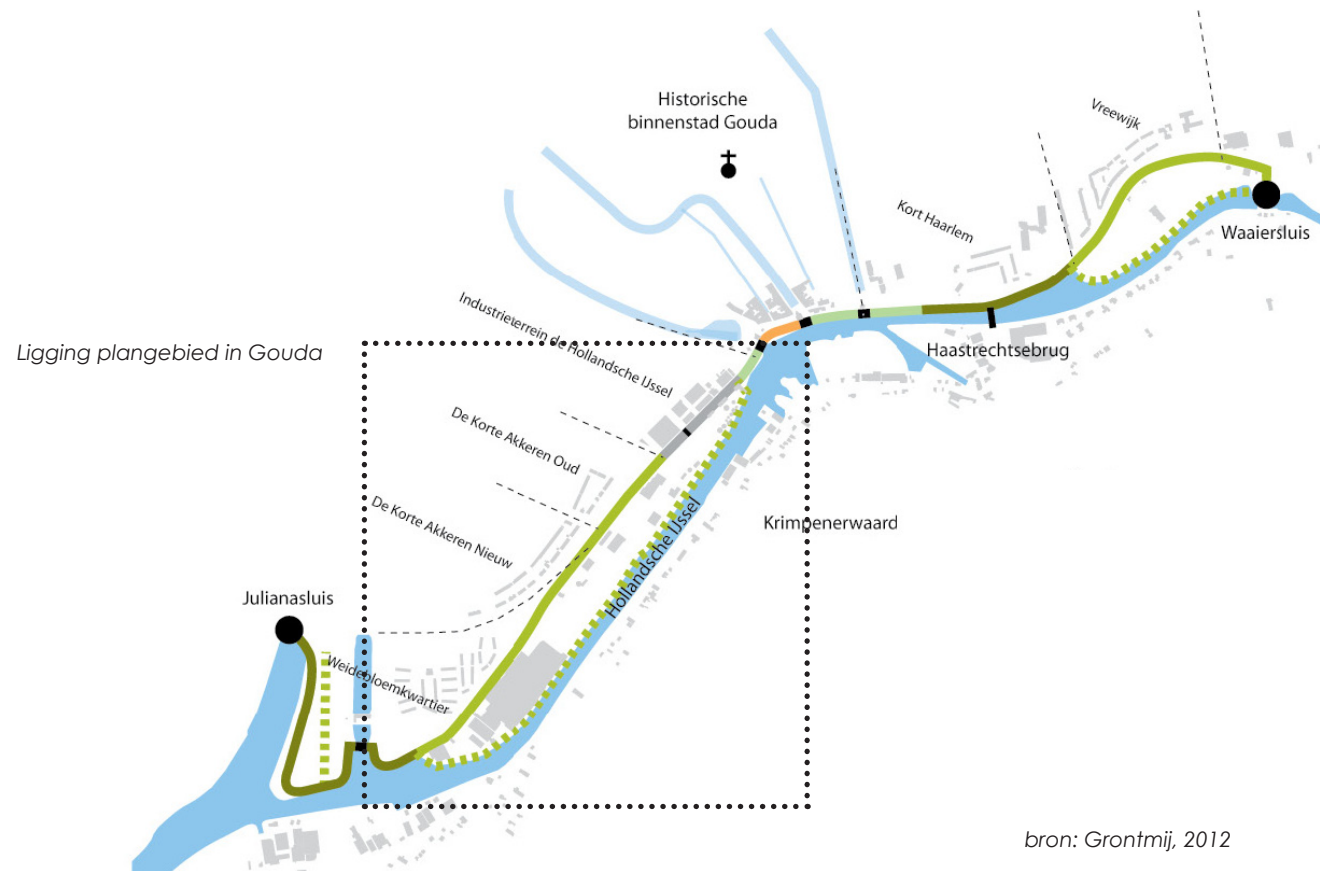 Historische
binnenstad Gouda
Vreewijk
Kort Haarlem
Waaiersluis
Industrieterrein de Hollandsche IJssel
Haastrechtsebrug
Ligging plangebied in Gouda
De Korte Akkeren Oud
De Korte Akkeren Nieuw
Krimpenerwaard
Hollandsche IJssel
Julianasluis
Weidebloemkwartier
bron: Grontmij, 2012